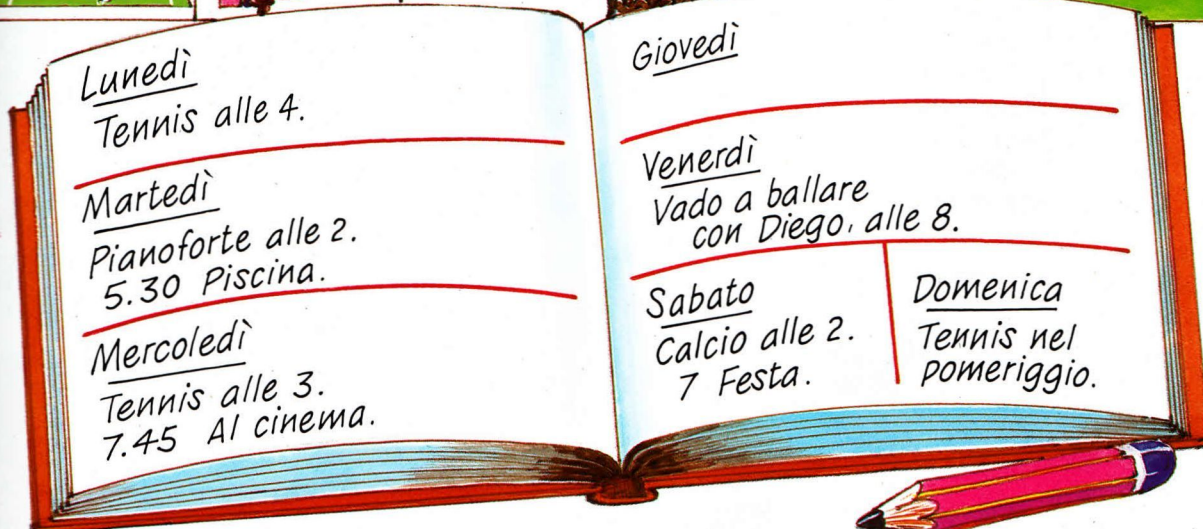 Lunedì
Tennis alle 4.
Martedì
Pianoforte alle 2.
5.30 Piscina.
Mercoledì
Tennis alle 3.
7.45 Al cinema.
Giovedì
Venerdì
Vado a ballare
con Diego, alle 8.
Sabato
Calcio alle 2.
7 Festa.
Domenica
Tennis nel
pomeriggio.